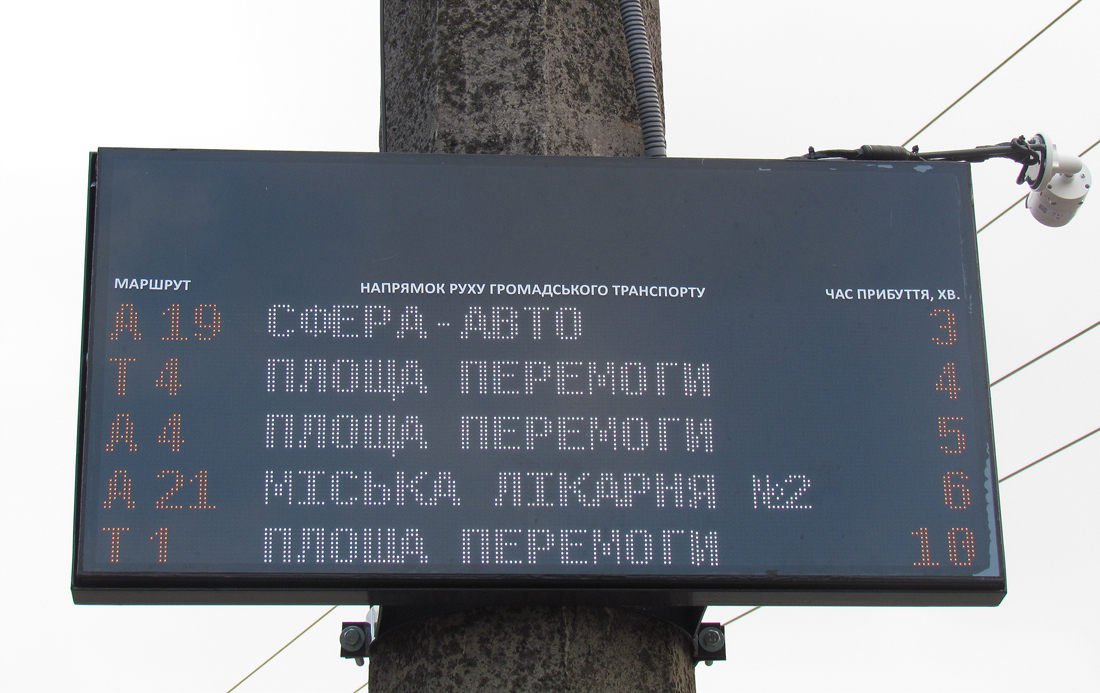 МАРШРУТ НАПРЯМОК РУХУ ГРОМАДСЬКОГО ТРАНСПОРТУ ЧАС ПРИБУТТЯ, ХВ.
А 19 СФЕРА-АВТО 3
Т 4 ПЛОЩА ПЕРЕМОГИ 4
А 4 ПЛОЩА ПЕРЕМОГИ 5
А 21 МІСЬКА ЛІКАРНЯ №2 6
Т 1 ПЛОЩА ПЕРЕМОГИ 10